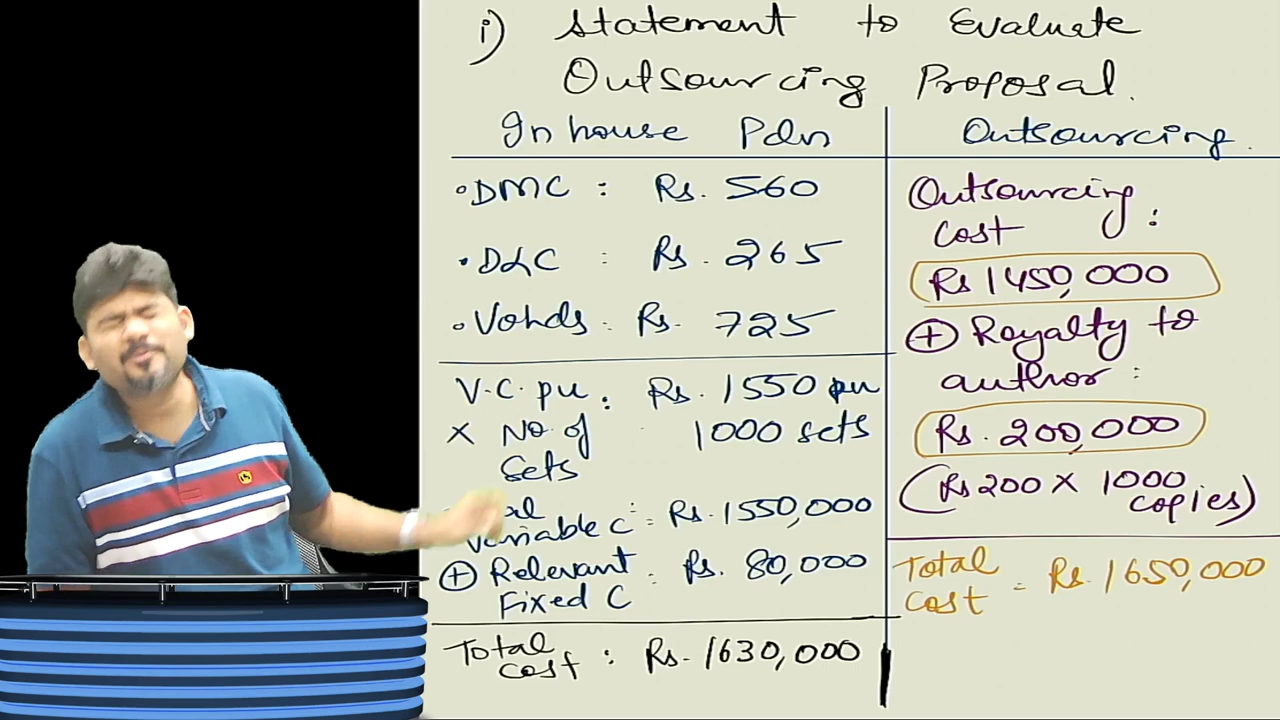 i) Statement to Evaluate
Outsourcing Proposal.
In house Pdn
• DMC : Rs. 560
• DLC : Rs. 265
• Vohds : Rs. 725
V.C. pu : Rs. 1550 pu
X No of 1000 sets
Sets
Variable C : Rs. 1550,000
+ Relevant : Rs. 80,000
Fixed C
Total : Rs. 1630,000
cost
Outsourcing.
Outsourcing
cost :
Rs 1450,000
+ Royalty to
author :
Rs. 200,000
(Rs 200 X 1000
copies)
Total
cost = Rs. 1650,000